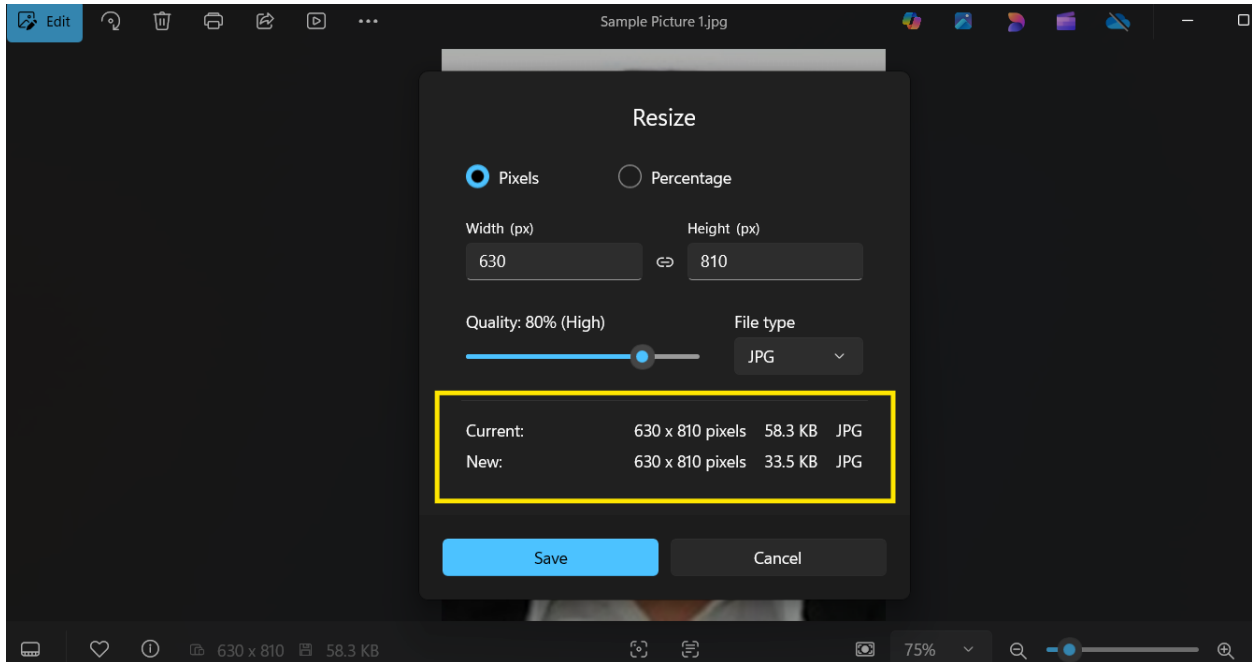 Edit
Sample Picture 1.jpg
Resize
Pixels Percentage
Width (px) Height (px)
630 810
Quality: 80% (High) File type
JPG
Current: 630 x 810 pixels 58.3 KB JPG
New: 630 x 810 pixels 33.5 KB JPG
Save Cancel
630 x 810 58.3 KB 75%